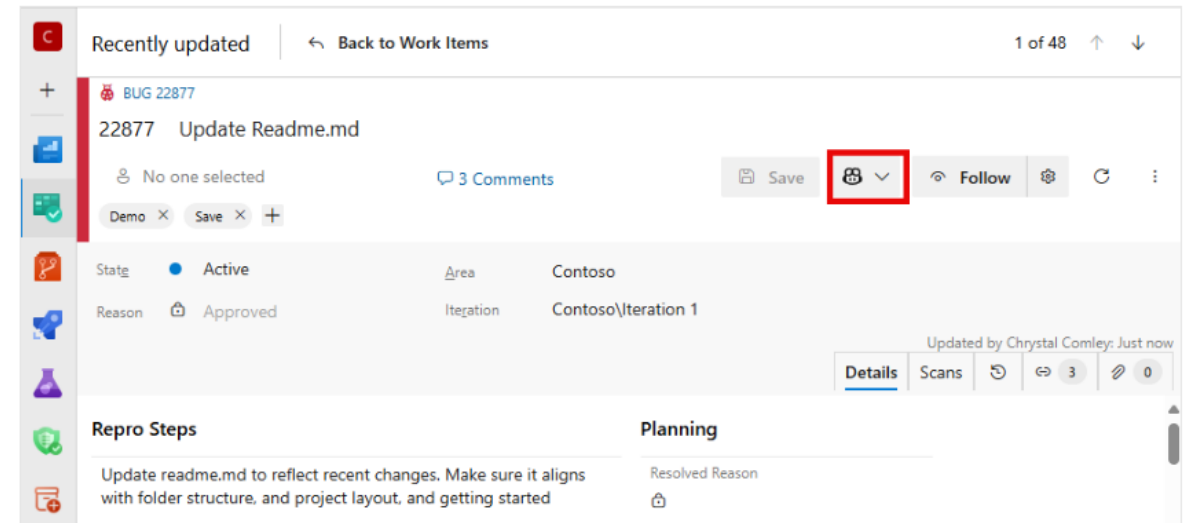 C
Recently updated
Back to Work Items
1 of 48
BUG 22877
22877 Update Readme.md
No one selected
3 Comments
Save
Follow
Demo
Save
State
Active
Area
Contoso
Reason
Approved
Iteration
Contoso\Iteration 1
Updated by Chrystal Comley: Just now
Details
Scans
3
0
Repro Steps
Planning
Update readme.md to reflect recent changes. Make sure it aligns
with folder structure, and project layout, and getting started
Resolved Reason